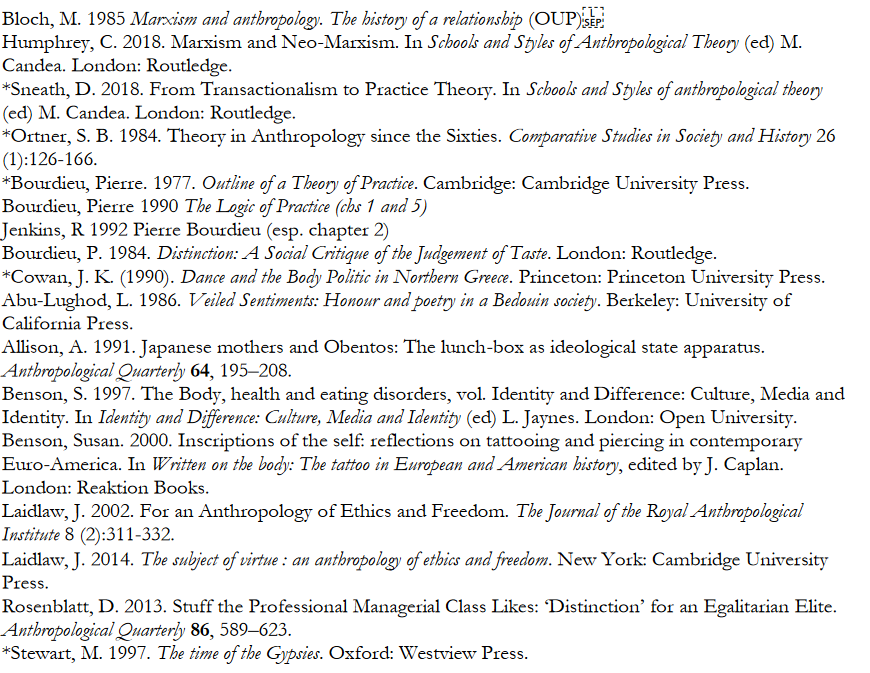 Bloch, M. 1985 Marxism and anthropology. The history of a relationship (OUP)LSEP
Humphrey, C. 2018. Marxism and Neo-Marxism. In Schools and Styles of Anthropological Theory (ed) M.
Candea. London: Routledge.
*Sneath, D. 2018. From Transactionalism to Practice Theory. In Schools and Styles of anthropological theory
(ed) M. Candea. London: Routledge.
*Ortner, S. B. 1984. Theory in Anthropology since the Sixties. Comparative Studies in Society and History 26
(1):126-166.
*Bourdieu, Pierre. 1977. Outline of a Theory of Practice. Cambridge: Cambridge University Press.
Bourdieu, Pierre 1990 The Logic of Practice (chs 1 and 5)
Jenkins, R 1992 Pierre Bourdieu (esp. chapter 2)
Bourdieu, P. 1984. Distinction: A Social Critique of the Judgement of Taste. London: Routledge.
*Cowan, J. K. (1990). Dance and the Body Politic in Northern Greece. Princeton: Princeton University Press.
Abu-Lughod, L. 1986. Veiled Sentiments: Honour and poetry in a Bedouin society. Berkeley: University of
California Press.
Allison, A. 1991. Japanese mothers and Obentos: The lunch-box as ideological state apparatus.
Anthropological Quarterly 64, 195–208.
Benson, S. 1997. The Body, health and eating disorders, vol. Identity and Difference: Culture, Media and
Identity. In Identity and Difference: Culture, Media and Identity (ed) L. Jaynes. London: Open University.
Benson, Susan. 2000. Inscriptions of the self: reflections on tattooing and piercing in contemporary
Euro-America. In Written on the body: The tattoo in European and American history, edited by J. Caplan.
London: Reaktion Books.
Laidlaw, J. 2002. For an Anthropology of Ethics and Freedom. The Journal of the Royal Anthropological
Institute 8 (2):311-332.
Laidlaw, J. 2014. The subject of virtue : an anthropology of ethics and freedom. New York: Cambridge University
Press.
Rosenblatt, D. 2013. Stuff the Professional Managerial Class Likes: ‘Distinction’ for an Egalitarian Elite.
Anthropological Quarterly 86, 589–623.
*Stewart, M. 1997. The time of the Gypsies. Oxford: Westview Press.